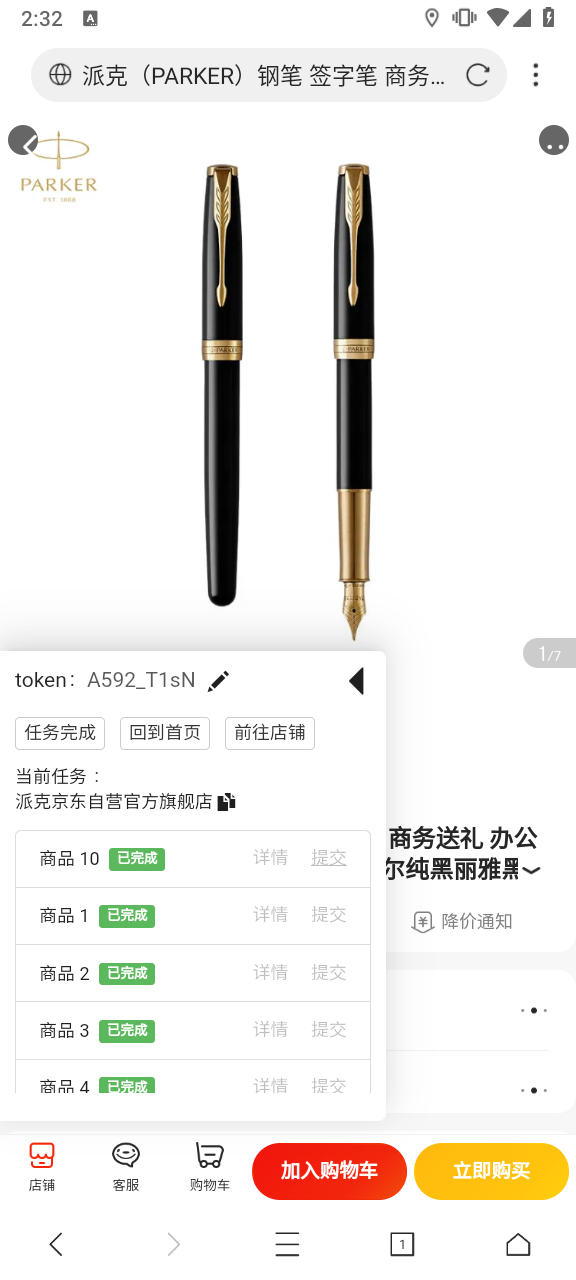 2:32
A
派克（PARKER）钢笔 签字笔 商务...
PARKER
EST. 1888
1/7
token： A592_T1sN
任务完成 回到首页 前往店铺
当前任务：
派克京东自营官方旗舰店
商品 10 已完成 详情 提交
商品 1 已完成 详情 提交
商品 2 已完成 详情 提交
商品 3 已完成 详情 提交
商品 4 已完成 详情 提交
商务送礼 办公
尔纯黑丽雅黑
降价通知
店铺 客服 购物车 加入购物车 立即购买
1